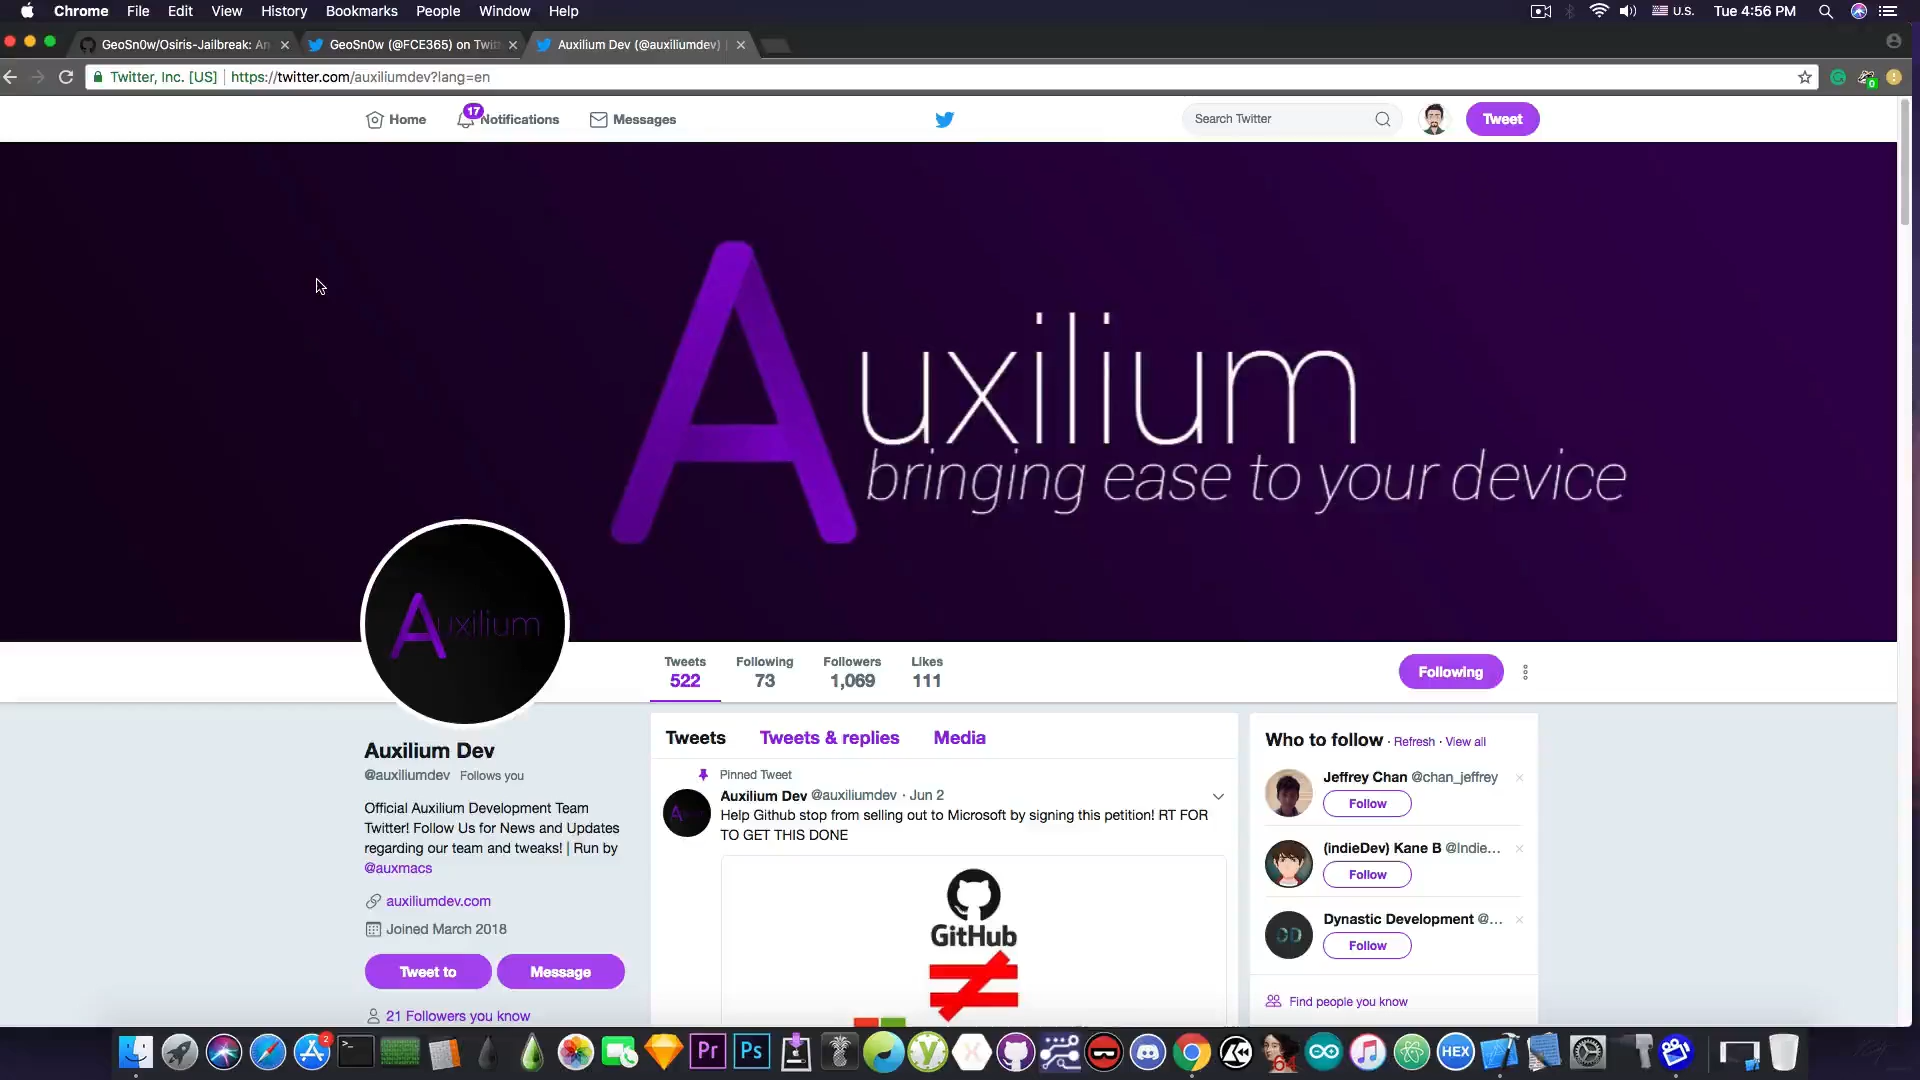 Chrome File Edit View History Bookmarks People Window Help U.S. Tue 4:56 PM
GeoSn0w/Osiris-Jailbreak: An GeoSn0w (@FCE365) on Twitt Auxilium Dev (@auxiliumdev) |
Twitter, Inc. [US] https://twitter.com/auxiliumdev?lang=en 0
Home 17 Notifications Messages Search Twitter Tweet
Auxilium
bringing ease to your device
Auxilium
Tweets Following Followers Likes
522 73 1,069 111
Following
Auxilium Dev
@auxiliumdev Follows you
Official Auxilium Development Team
Twitter! Follow Us for News and Updates
regarding our team and tweaks! | Run by
@auxmacs
auxiliumdev.com
Joined March 2018
Tweet to Message
21 Followers you know
Tweets Tweets & replies Media
Pinned Tweet
Auxilium Dev @auxiliumdev · Jun 2
Help Github stop from selling out to Microsoft by signing this petition! RT FOR
TO GET THIS DONE
GitHub
Who to follow · Refresh · View all
Jeffrey Chan @chan_jeffrey
Follow
(indieDev) Kane B @Indie...
Follow
Dynastic Development @...
Follow
Find people you know
2 Pr Ps 64 HEX